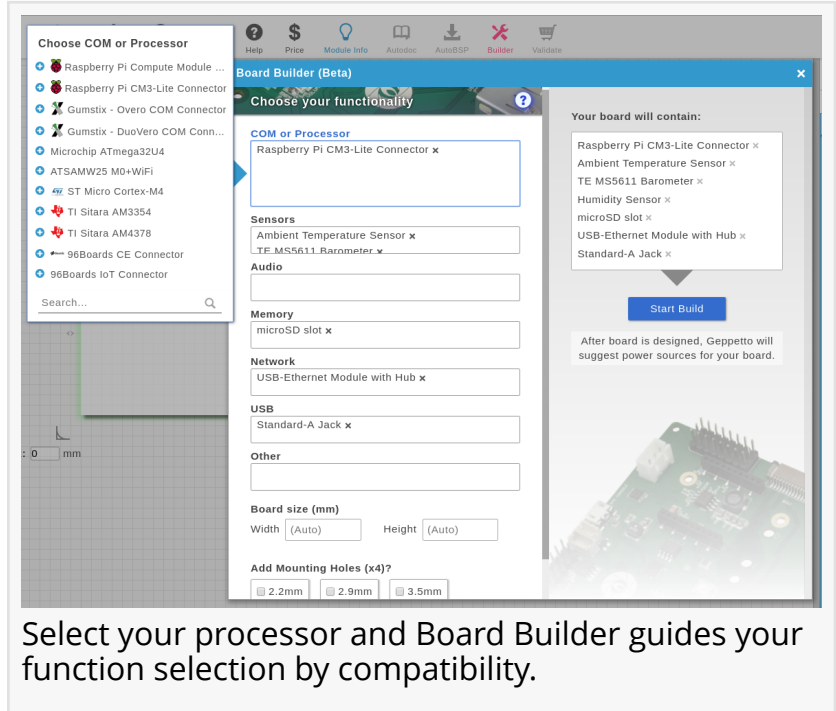 Choose COM or Processor
Raspberry Pi Compute Module ...
Raspberry Pi CM3-Lite Connector
Gumstix - Overo COM Connector
Gumstix - DuoVero COM Conn...
Microchip ATmega32U4
ATSAMW25 M0+WiFi
ST Micro Cortex-M4
TI Sitara AM3354
TI Sitara AM4378
96Boards CE Connector
96Boards IoT Connector
Search...
Help Price Module Info Autodoc AutoBSP Builder Validate
Board Builder (Beta) ×
Choose your functionality ?
COM or Processor
Raspberry Pi CM3-Lite Connector ×
Sensors
Ambient Temperature Sensor ×
TE MS5611 Barometer ×
Audio
Memory
microSD slot ×
Network
USB-Ethernet Module with Hub ×
USB
Standard-A Jack ×
Other
Board size (mm)
Width (Auto) Height (Auto)
Add Mounting Holes (x4)?
2.2mm 2.9mm 3.5mm
Your board will contain:
Raspberry Pi CM3-Lite Connector ×
Ambient Temperature Sensor ×
TE MS5611 Barometer ×
Humidity Sensor ×
microSD slot ×
USB-Ethernet Module with Hub ×
Standard-A Jack ×
Start Build
After board is designed, Geppetto will
suggest power sources for your board.
: 0 mm
Select your processor and Board Builder guides your
function selection by compatibility.